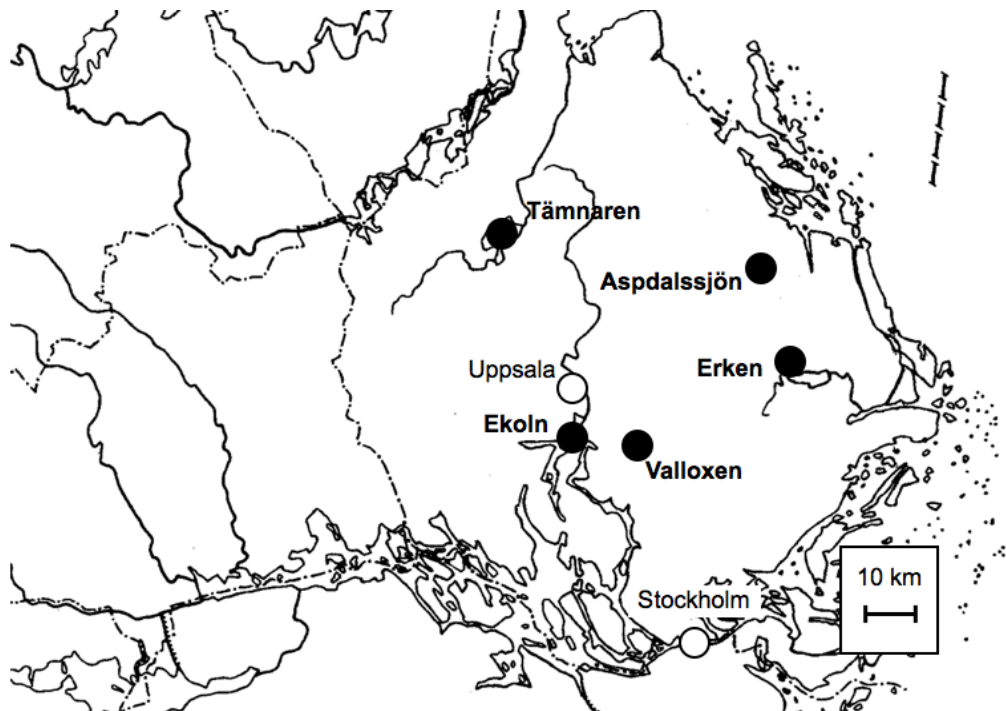 Tämnaren
Aspdalssjön
Erken
Uppsala
Ekoln
Valloxen
10 km
Stockholm